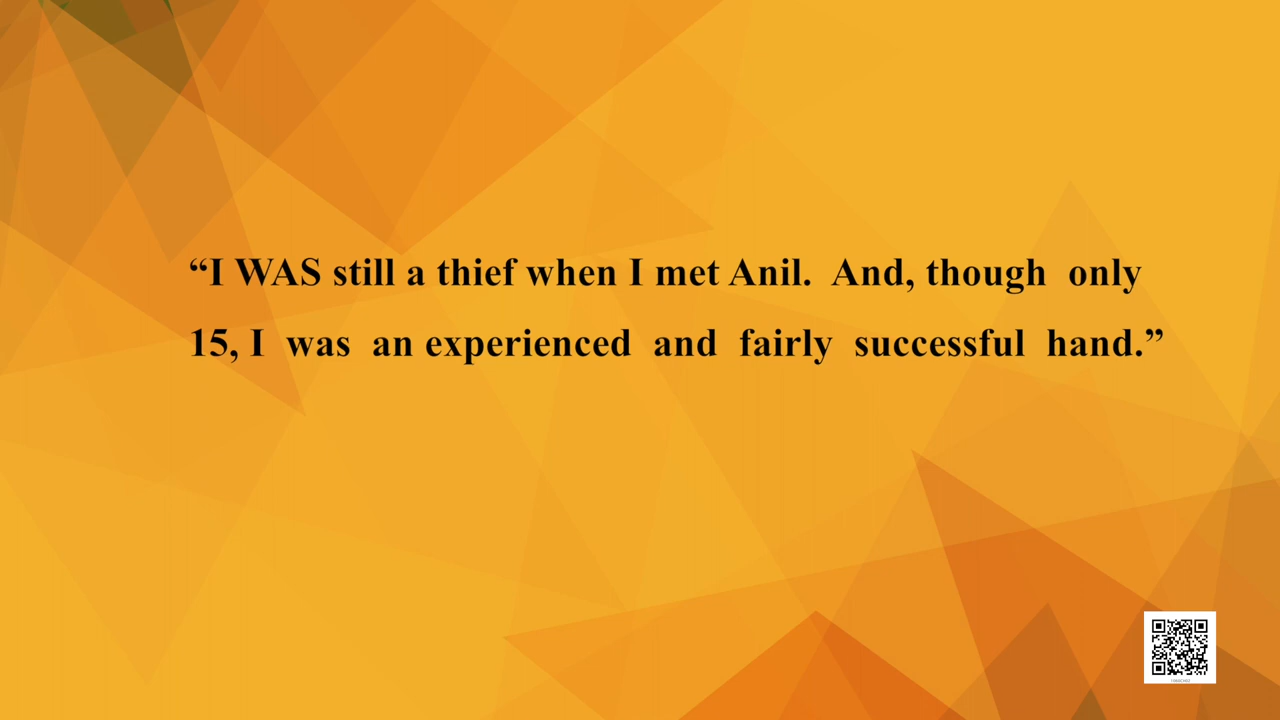 “I WAS still a thief when I met Anil. And, though only
15, I was an experienced and fairly successful hand.”